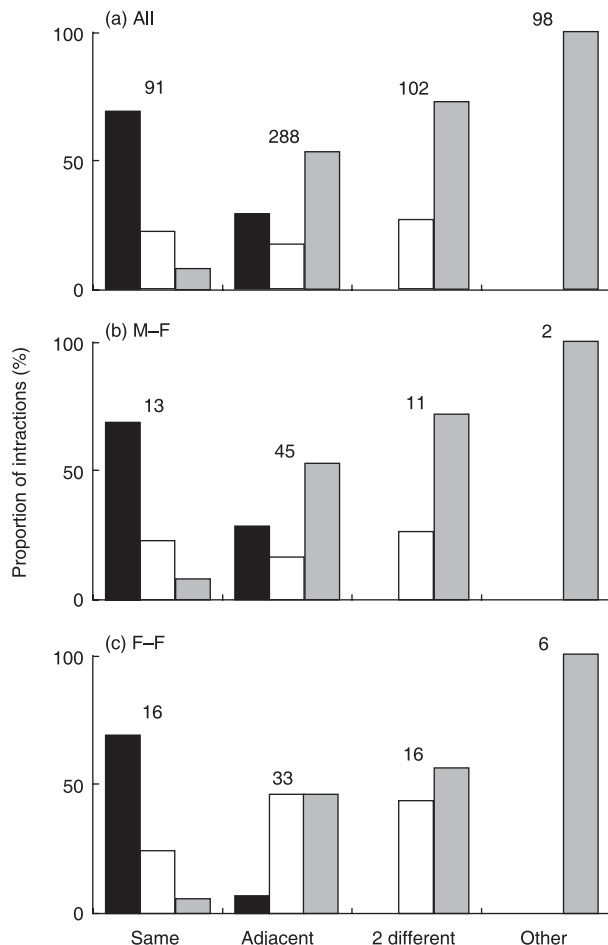 (a) All
100
50
0
91
288
102
98
(b) M–F
100
50
0
13
45
11
2
(c) F–F
100
50
0
16
33
16
6
Proportion of intractions (%)
Same
Adiacent
2 different
Other